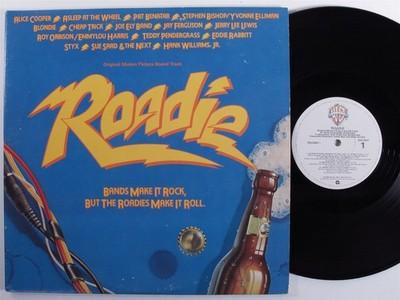 ALICE COOPER ASLEEP AT THE WHEEL PAT BENATAR STEPHEN BISHOP/YVONNE ELLIMAN
BLONDIE CHEAP TRICK JOE ELY BAND JAY FERGUSON JERRY LEE LEWIS
ROY ORBISON/EMMYLOU HARRIS TEDDY PENDERGRASS EDDIE RABBITT
STYX SUE SAAD & THE NEXT HANK WILLIAMS, JR.
Original Motion Picture Sound Track
Roadie
BANDS MAKE IT ROCK,
BUT THE ROADIES MAKE IT ROLL.
ROADIE
1